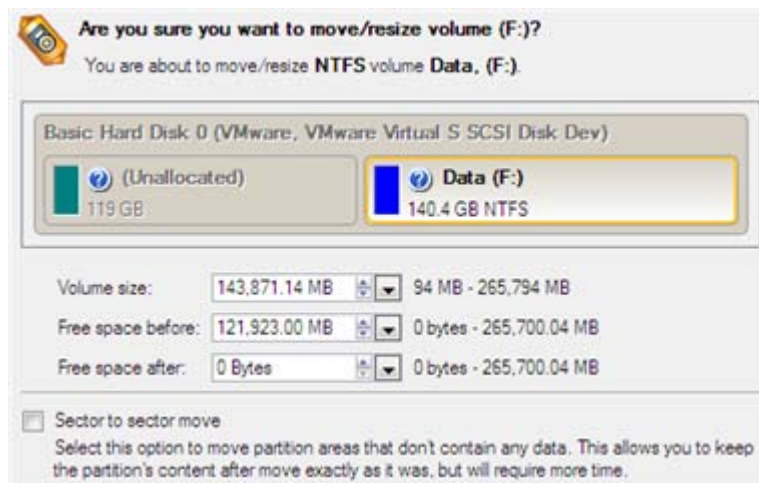 Are you sure you want to move/resize volume (F:)?
You are about to move/resize NTFS volume Data, (F:).
Basic Hard Disk 0 (VMware, VMware Virtual S SCSI Disk Dev)
(Unallocated)
119 GB
Data (F:)
140.4 GB NTFS
Volume size: 143,871.14 MB 94 MB - 265,794 MB
Free space before: 121,923.00 MB 0 bytes - 265,700.04 MB
Free space after: 0 Bytes 0 bytes - 265,700.04 MB
Sector to sector move
Select this option to move partition areas that don't contain any data. This allows you to keep
the partition's content after move exactly as it was, but will require more time.